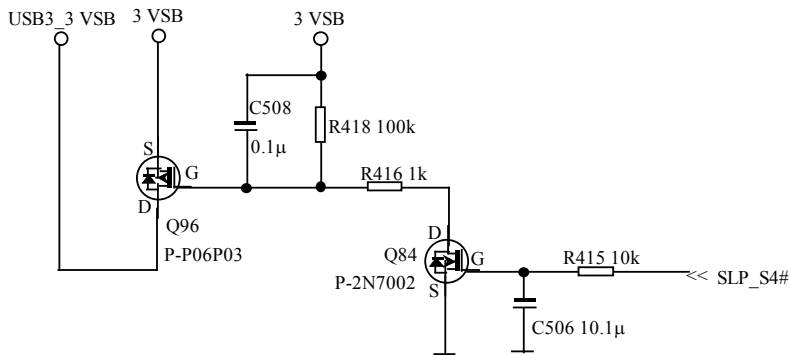 USB3_3 VSB 3 VSB 3 VSB
C508
0.1μ
R418 100k
S
G
R416 1k
D
Q96
P-P06P03
D
Q84
G
R415 10k
P-2N7002
S
<< SLP_S4#
C506 10.1μ